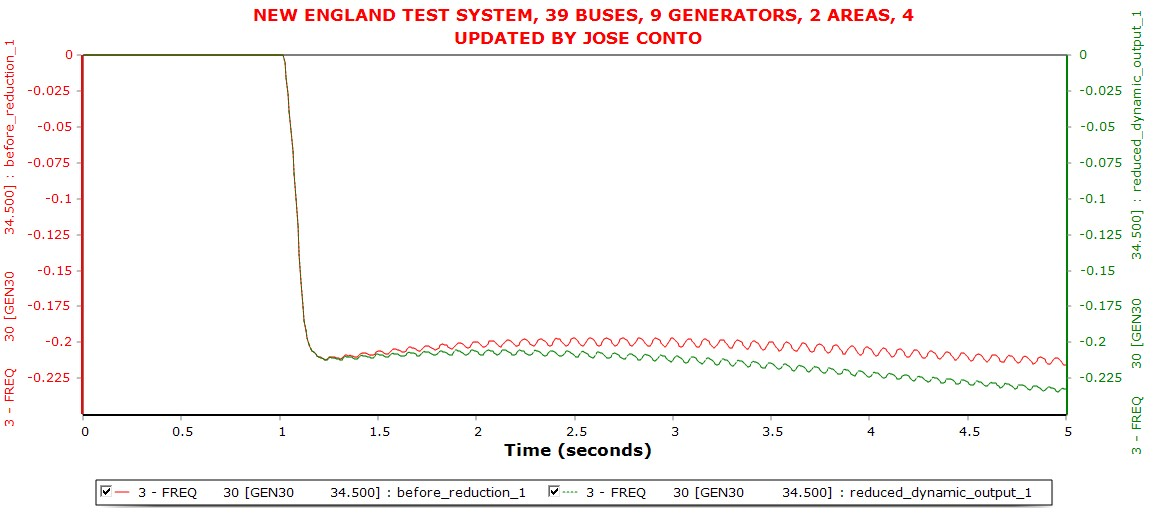 NEW ENGLAND TEST SYSTEM, 39 BUSES, 9 GENERATORS, 2 AREAS, 4
UPDATED BY JOSE CONTO
3 - FREQ 30 [GEN30 34.500] : before_reduction_1
0
-0.025
-0.05
-0.075
-0.1
-0.125
-0.15
-0.175
-0.2
-0.225
0
-0.025
-0.05
-0.075
-0.1
-0.125
-0.15
-0.175
-0.2
-0.225
3 - FREQ 30 [GEN30 34.500] : reduced_dynamic_output_1
0 0.5 1 1.5 2 2.5 3 3.5 4 4.5 5
Time (seconds)
3 - FREQ 30 [GEN30 34.500] : before_reduction_1 3 - FREQ 30 [GEN30 34.500] : reduced_dynamic_output_1